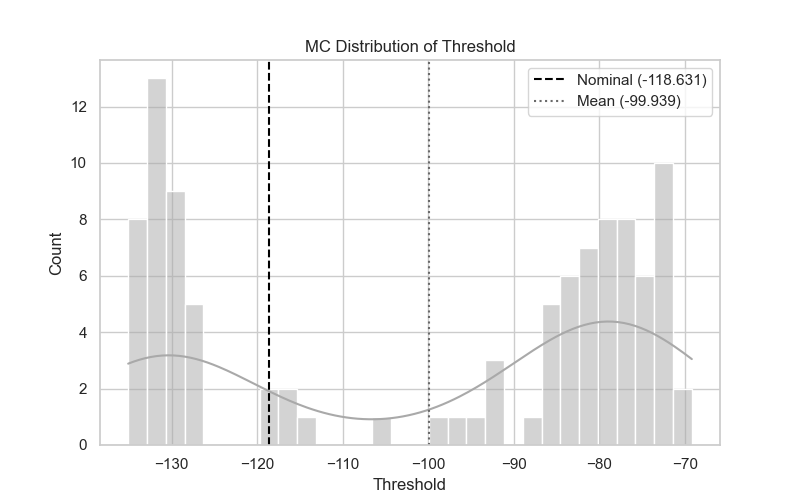 MC Distribution of Threshold
Nominal (-118.631)
Mean (-99.939)
Count
12
10
8
6
4
2
0
−130
−120
−110
−100
−90
−80
−70
Threshold